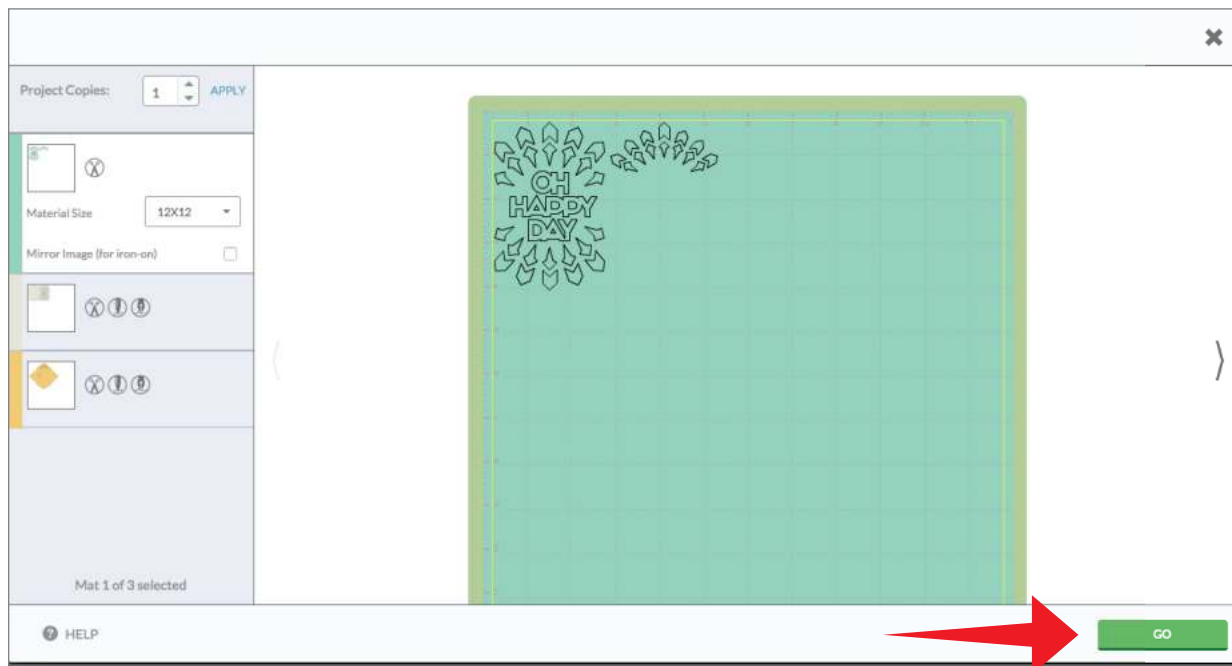 Project Copies: 1 APPLY
Material Size 12X12
Mirror Image (for iron-on)
Mat 1 of 3 selected
OH
HAPPY
DAY
HELP
GO